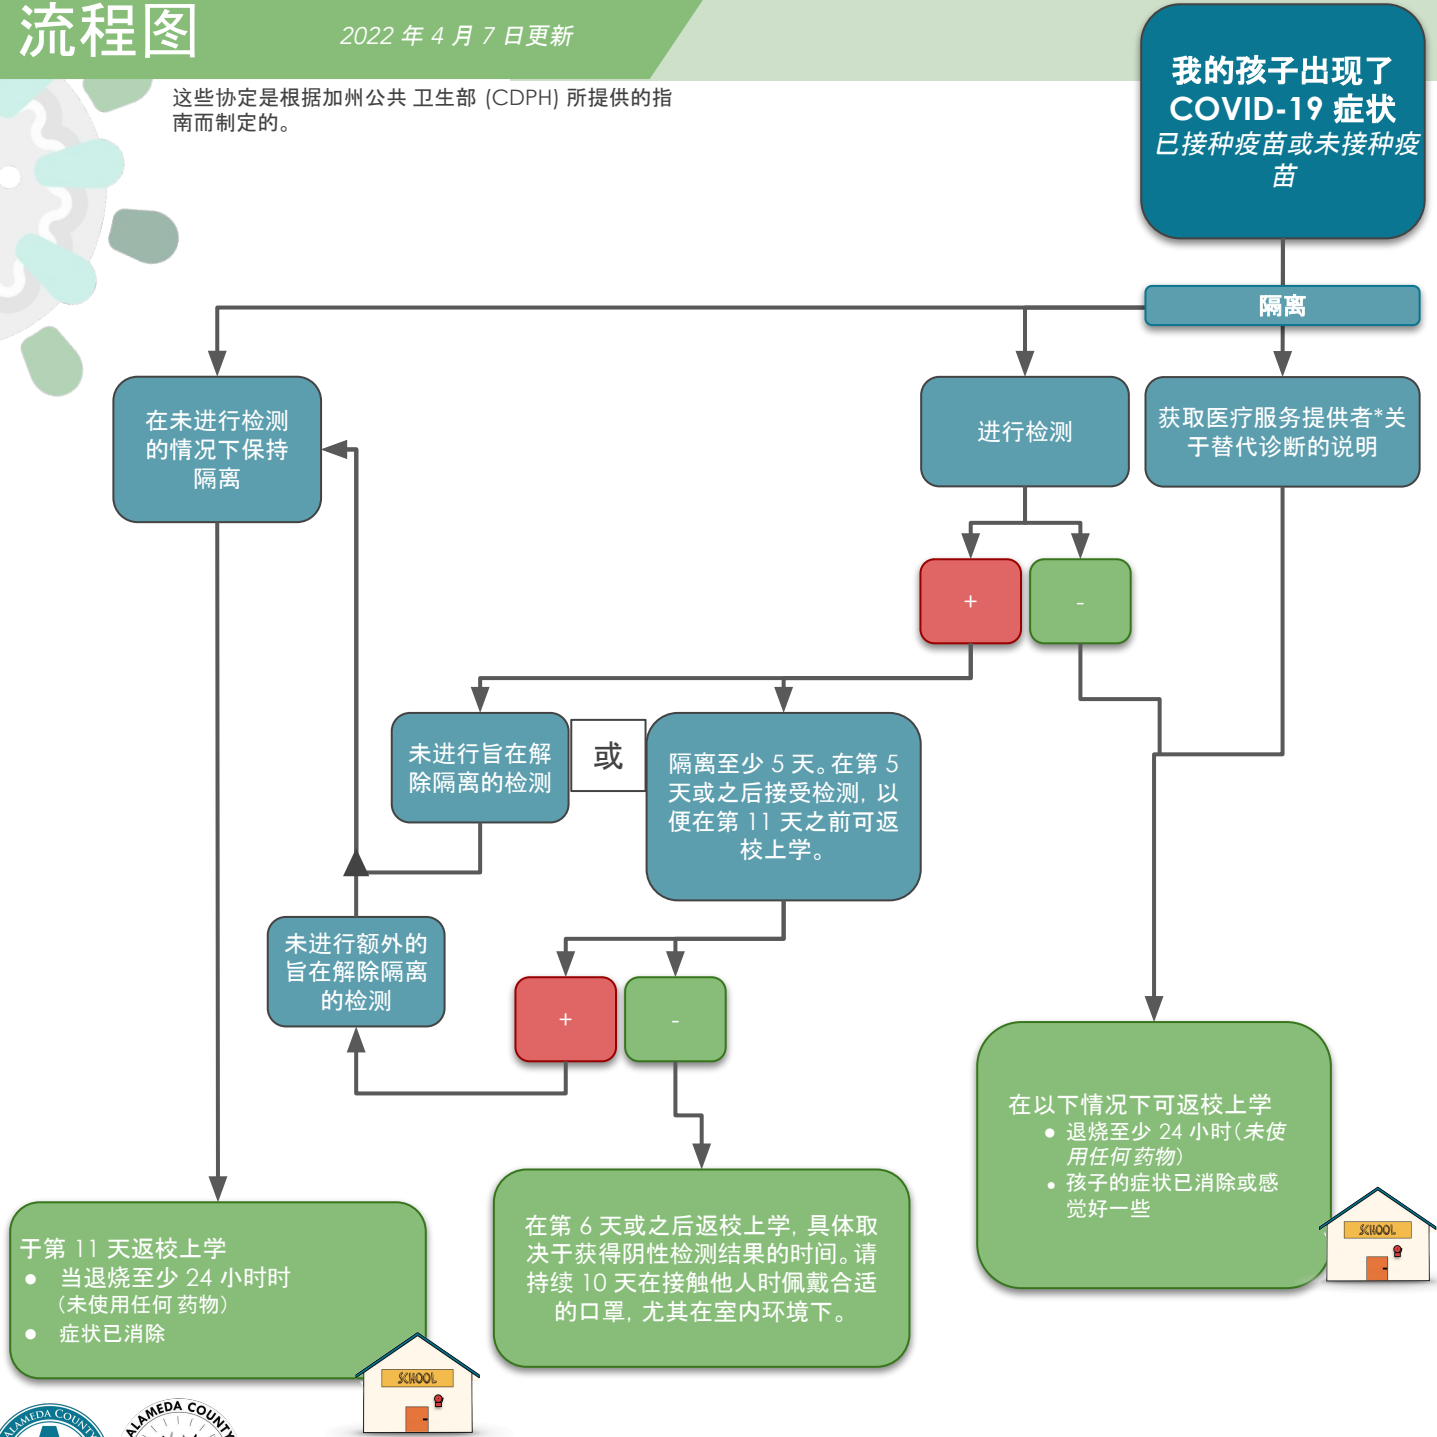 流程图
2022 年 4 月 7 日更新
这些协定是根据加州公共 卫生部 (CDPH) 所提供的指
南而制定的。
我的孩子出现了
COVID-19 症状
已接种疫苗或未接种疫
苗
隔离
在未进行检测
的情况下保持
隔离
进行检测
获取医疗服务提供者*关
于替代诊断的说明
+
-
未进行旨在解
除隔离的检测
或
隔离至少 5 天。在第 5
天或之后接受检测, 以
便在第 11 天之前可返
校上学。
未进行额外的
旨在解除隔离
的检测
+
-
在以下情况下可返校上学
● 退烧至少 24 小时(未使
用任何 药物)
● 孩子的症状已消除或感
觉好一些
SCHOOL
于第 11 天返校上学
● 当退烧至少 24 小时时
(未使用任何 药物)
● 症状已消除
在第 6 天或之后返校上学, 具体取
决于获得阴性检测结果的时间。请
持续 10 天在接触他人时佩戴合适
的口罩, 尤其在室内环境下。
SCHOOL
ALAMEDA COUNTY
ALAMEDA COUNTY